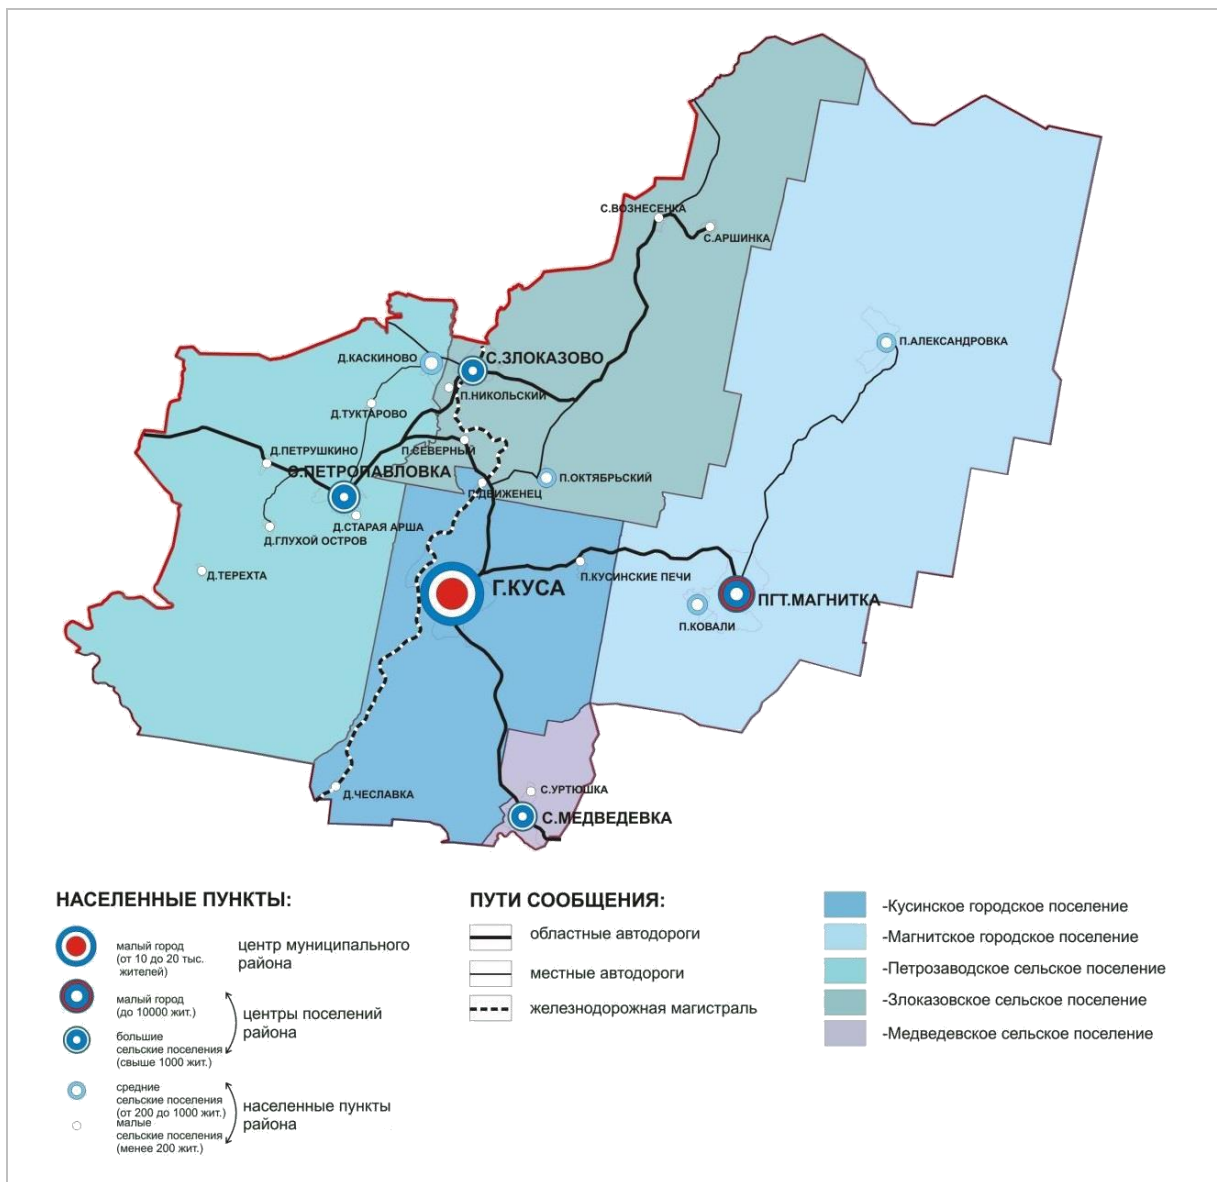 С.ВОЗНЕСЕНКА
С.АРШИНКА
П.АЛЕКСАНДРОВКА
Д.КАСКИНОВО
С.ЗЛОКАЗОВО
П.НИКОЛЬСКИЙ
Д.ТУКТАРОВО
Д.ПЕТРУШКИНО
П.СЕВЕРНЫЙ
С.ПЕТРОПАВЛОВКА
П.ДВИЖЕНЕЦ
П.ОКТЯБРЬСКИЙ
Д.СТАРАЯ АРША
Д.ГЛУХОЙ ОСТРОВ
Д.ТЕРЕХТА
Г.КУСА
П.КУСИНСКИЕ ПЕЧИ
ПГТ.МАГНИТКА
П.КОВАЛИ
Д.ЧЕСЛАВКА
С.УРТЮШКА
С.МЕДВЕДЕВКА
НАСЕЛЕННЫЕ ПУНКТЫ:
малый город
(от 10 до 20 тыс.
жителей)
центр муниципального
района
малый город
(до 10000 жит.)
центры поселений
района
большие
сельские поселения
(свыше 1000 жит.)
средние
сельские поселения
(от 200 до 1000 жит.)
населенные пункты
района
малые
сельские поселения
(менее 200 жит.)
ПУТИ СООБЩЕНИЯ:
областные автодороги
местные автодороги
железнодорожная магистраль
-Кусинское городское поселение
-Магнитское городское поселение
-Петрозаводское сельское поселение
-Злоказовское сельское поселение
-Медведевское сельское поселение